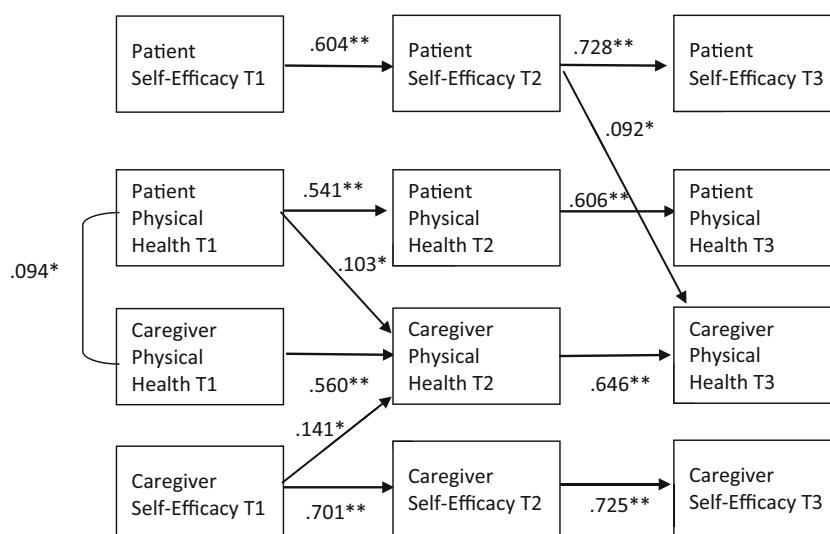 Patient
Self-Efficacy T1
.604**
Patient
Self-Efficacy T2
.728**
Patient
Self-Efficacy T3
.092*
Patient
Physical
Health T1
.541**
Patient
Physical
Health T2
.606**
Patient
Physical
Health T3
.094*
.103*
Caregiver
Physical
Health T1
.560**
Caregiver
Physical
Health T2
.646**
Caregiver
Physical
Health T3
.141*
Caregiver
Self-Efficacy T1
.701**
Caregiver
Self-Efficacy T2
.725**
Caregiver
Self-Efficacy T3